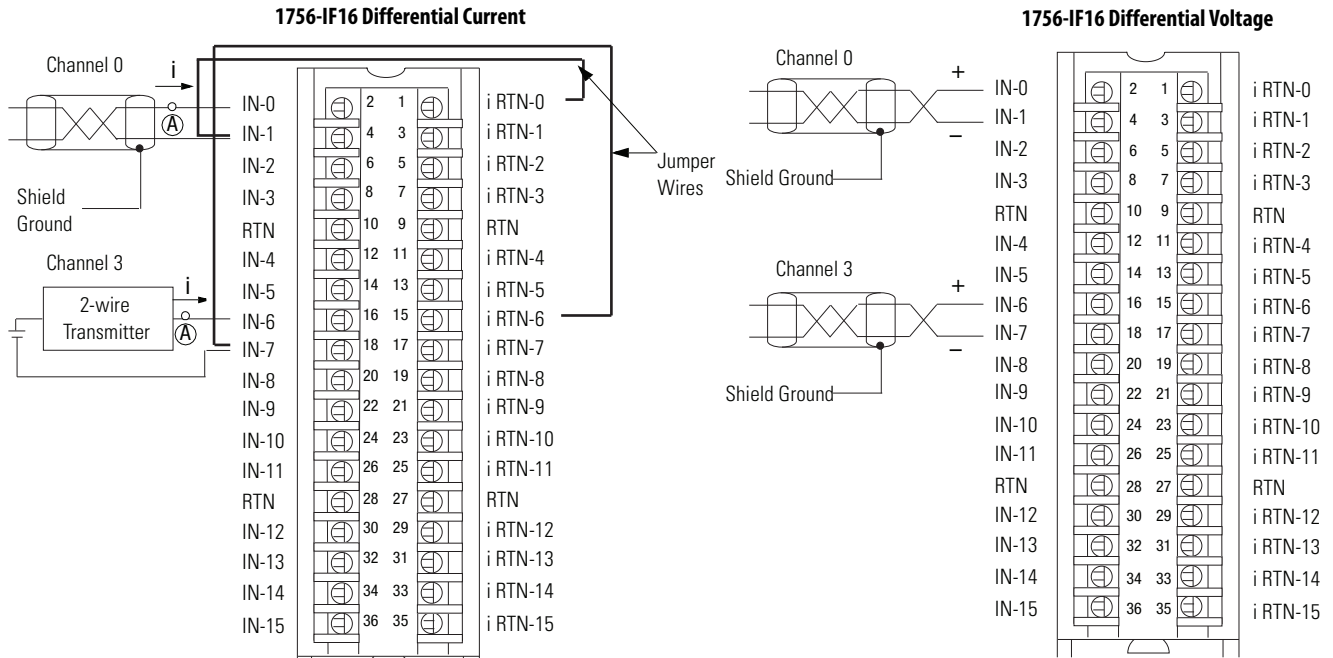 1756-IF16 Differential Current
Channel 0
i
A
Shield
Ground
Channel 3
i
2-wire
Transmitter
A
Jumper
Wires
IN-0 2 1 i RTN-0
IN-1 4 3 i RTN-1
IN-2 6 5 i RTN-2
IN-3 8 7 i RTN-3
RTN 10 9 RTN
IN-4 12 11 i RTN-4
IN-5 14 13 i RTN-5
IN-6 16 15 i RTN-6
IN-7 18 17 i RTN-7
IN-8 20 19 i RTN-8
IN-9 22 21 i RTN-9
IN-10 24 23 i RTN-10
IN-11 26 25 i RTN-11
RTN 28 27 RTN
IN-12 30 29 i RTN-12
IN-13 32 31 i RTN-13
IN-14 34 33 i RTN-14
IN-15 36 35 i RTN-15
1756-IF16 Differential Voltage
Channel 0
+
–
Shield Ground
Channel 3
+
–
Shield Ground
IN-0 2 1 i RTN-0
IN-1 4 3 i RTN-1
IN-2 6 5 i RTN-2
IN-3 8 7 i RTN-3
RTN 10 9 RTN
IN-4 12 11 i RTN-4
IN-5 14 13 i RTN-5
IN-6 16 15 i RTN-6
IN-7 18 17 i RTN-7
IN-8 20 19 i RTN-8
IN-9 22 21 i RTN-9
IN-10 24 23 i RTN-10
IN-11 26 25 i RTN-11
RTN 28 27 RTN
IN-12 30 29 i RTN-12
IN-13 32 31 i RTN-13
IN-14 34 33 i RTN-14
IN-15 36 35 i RTN-15